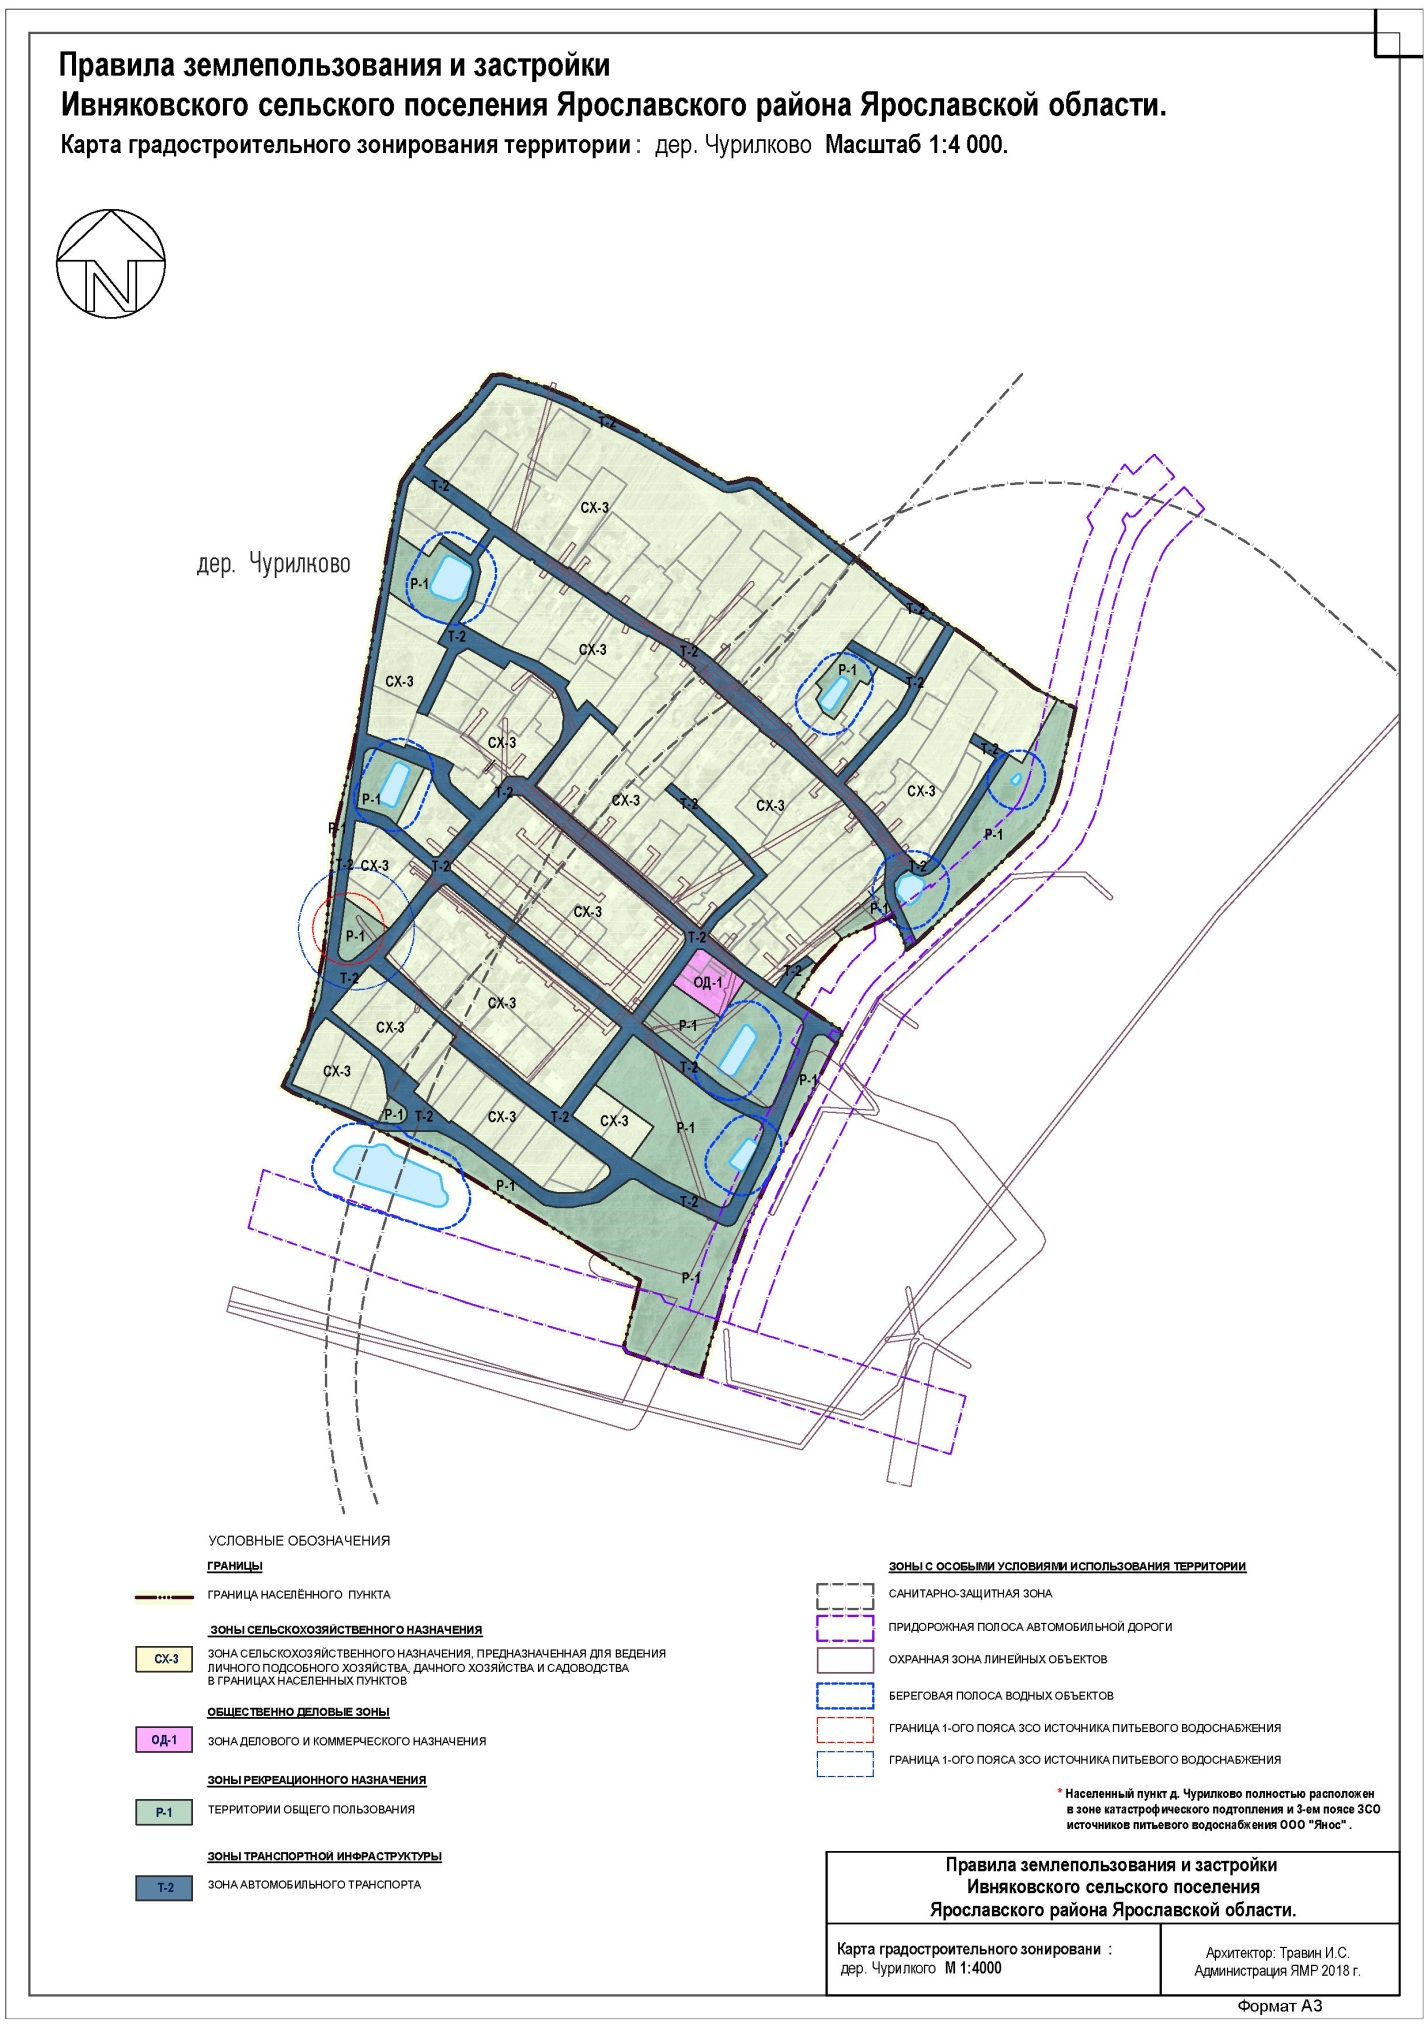 Правила землепользования и застройки
Ивняковского сельского поселения Ярославского района Ярославской области.
Карта градостроительного зонирования территории : дер. Чурилково Масштаб 1:4 000.
N
дер. Чурилково
Т-2
Т-2
СХ-3
Р-1
Т-2
Т-2
СХ-3
Т-2
Р-1
СХ-3
Т-2
СХ-3
Т-2
Т-2
СХ-3
Р-1
СХ-3
Т-2
СХ-3
Р-1
Р-1
Т-2
СХ-3
Т-2
Т-2
СХ-3
Р-1
Р-1
Т-2
Т-2
Т-2
ОД-1
СХ-3
СХ-3
Р-1
СХ-3
Т-2
Р-1
Р-1
Т-2
СХ-3
Т-2
СХ-3
Р-1
Р-1
Т-2
Р-1
УСЛОВНЫЕ ОБОЗНАЧЕНИЯ
ГРАНИЦЫ
ГРАНИЦА НАСЕЛЁННОГО ПУНКТА
ЗОНЫ СЕЛЬСКОХОЗЯЙСТВЕННОГО НАЗНАЧЕНИЯ
СХ-3
ЗОНА СЕЛЬСКОХОЗЯЙСТВЕННОГО НАЗНАЧЕНИЯ, ПРЕДНАЗНАЧЕННАЯ ДЛЯ ВЕДЕНИЯ
ЛИЧНОГО ПОДСОБНОГО ХОЗЯЙСТВА, ДАЧНОГО ХОЗЯЙСТВА И САДОВОДСТВА
В ГРАНИЦАХ НАСЕЛЕННЫХ ПУНКТОВ
ОБЩЕСТВЕННО ДЕЛОВЫЕ ЗОНЫ
ОД-1
ЗОНА ДЕЛОВОГО И КОММЕРЧЕСКОГО НАЗНАЧЕНИЯ
ЗОНЫ РЕКРЕАЦИОННОГО НАЗНАЧЕНИЯ
Р-1
ТЕРРИТОРИИ ОБЩЕГО ПОЛЬЗОВАНИЯ
ЗОНЫ ТРАНСПОРТНОЙ ИНФРАСТРУКТУРЫ
Т-2
ЗОНА АВТОМОБИЛЬНОГО ТРАНСПОРТА
ЗОНЫ С ОСОБЫМИ УСЛОВИЯМИ ИСПОЛЬЗОВАНИЯ ТЕРРИТОРИИ
САНИТАРНО-ЗАЩИТНАЯ ЗОНА
ПРИДОРОЖНАЯ ПОЛОСА АВТОМОБИЛЬНОЙ ДОРОГИ
ОХРАННАЯ ЗОНА ЛИНЕЙНЫХ ОБЪЕКТОВ
БЕРЕГОВАЯ ПОЛОСА ВОДНЫХ ОБЪЕКТОВ
ГРАНИЦА 1-ОГО ПОЯСА ЗСО ИСТОЧНИКА ПИТЬЕВОГО ВОДОСНАБЖЕНИЯ
ГРАНИЦА 1-ОГО ПОЯСА ЗСО ИСТОЧНИКА ПИТЬЕВОГО ВОДОСНАБЖЕНИЯ
* Населенный пункт д. Чурилково полностью расположен
в зоне катастрофического подтопления и 3-ем поясе ЗСО
источников питьевого водоснабжения ООО "Янос" .
Правила землепользования и застройки
Ивняковского сельского поселения
Ярославского района Ярославской области.
Карта градостроительного зонировани :
дер. Чурилкого М 1:4000
Архитектор: Травин И.С.
Администрация ЯМР 2018 г.
Формат А3